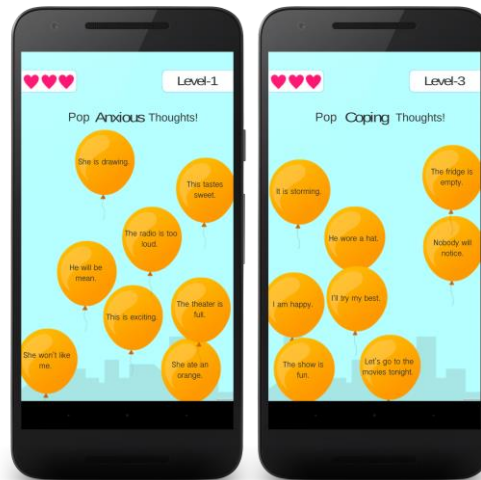 Level-1
Pop Anxious Thoughts!
She is drawing.
This tastes
sweet.
The radio is too
loud.
He will be
mean.
This is exciting.
The theater is
full.
She won't like
me.
She ate an
orange.
Level-3
Pop Coping Thoughts!
The fridge is
empty.
It is storming.
He wore a hat.
Nobody will
notice.
I am happy.
I'll try my best.
The show is
fun.
Let's go to the
movies tonight.